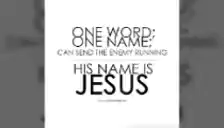 ONE WORD;
ONE NAME;
CAN SEND THE ENEMY RUNNING
HIS NAME IS
JESUS